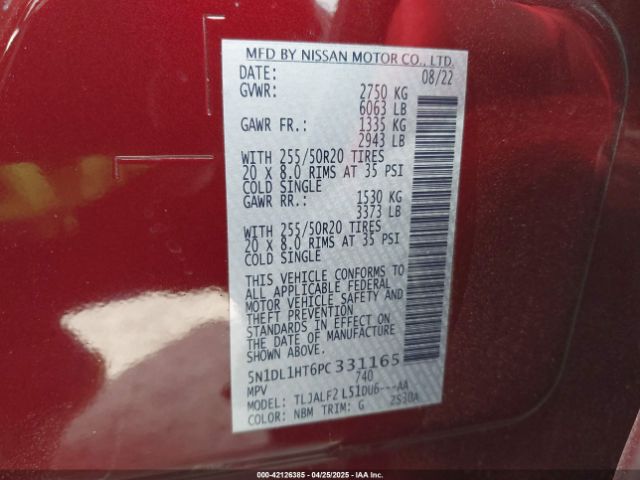 MFD BY NISSAN MOTOR CO., LTD.
DATE: 08/22
GVWR: 2750 KG
6063 LB
GAWR FR.: 1335 KG
2943 LB
WITH 255/50R20 TIRES
20 X 8.0 RIMS AT 35 PSI
COLD SINGLE
GAWR RR.: 1530 KG
3373 LB
WITH 255/50R20 TIRES
20 X 8.0 RIMS AT 35 PSI
COLD SINGLE
THIS VEHICLE CONFORMS TO
ALL APPLICABLE FEDERAL
MOTOR VEHICLE SAFETY AND
THEFT PREVENTION
STANDARDS IN EFFECT ON
THE DATE OF MANUFACTURE
SHOWN ABOVE.
5N1DL1HT6PC331165
MPV 740
MODEL: TLJALF2 L51DU6---AA
COLOR: NBM TRIM: G 2S30A
©IAA-42126385 - 04/25/2025 - IAAI.COM